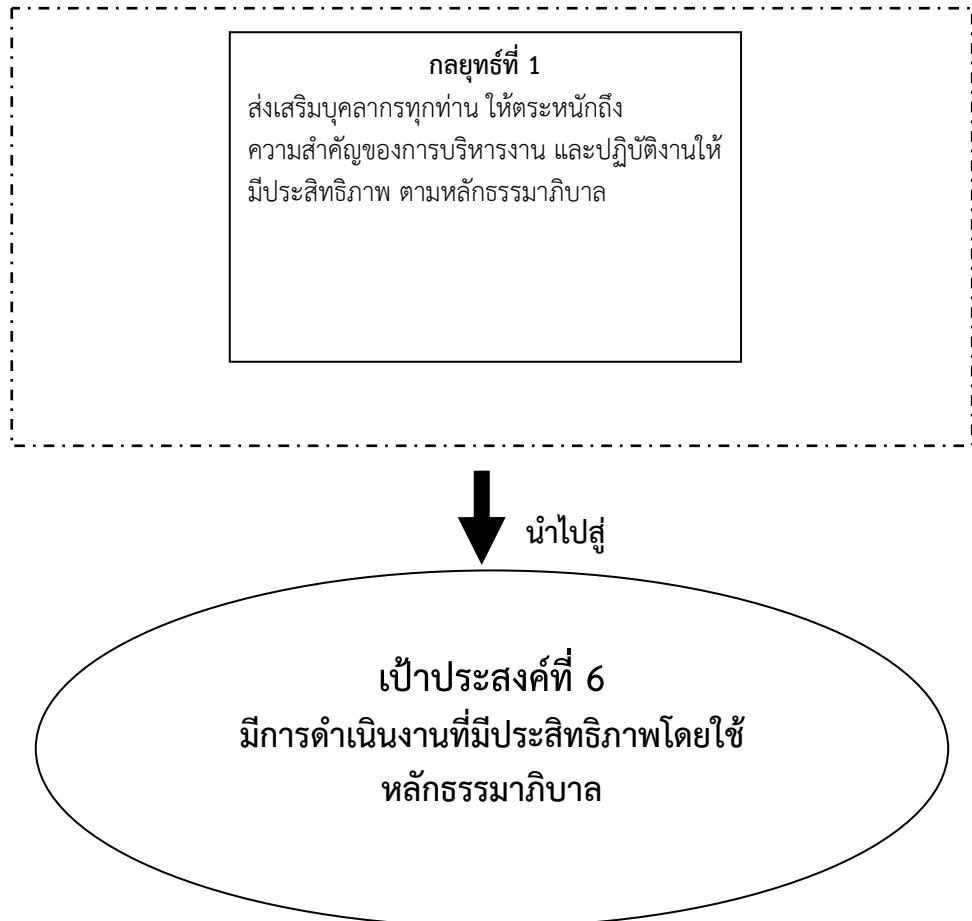 กลยุทธ์ที่ 1
ส่งเสริมบุคลากรทุกท่าน ให้ตระหนักถึง
ความสำคัญของการบริหารงาน และปฏิบัติงานให้
มีประสิทธิภาพ ตามหลักธรรมาภิบาล
นำไปสู่
เป้าประสงค์ที่ 6
มีการดำเนินงานที่มีประสิทธิภาพโดยใช้
หลักธรรมาภิบาล